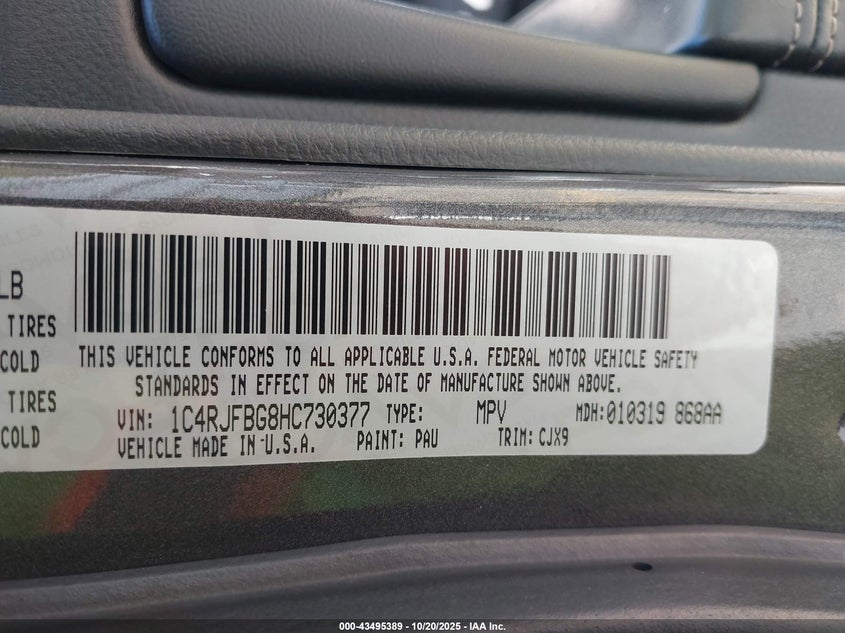 LB
TIRES
COLD
TIRES
COLD
THIS VEHICLE CONFORMS TO ALL APPLICABLE U.S.A. FEDERAL MOTOR VEHICLE SAFETY
STANDARDS IN EFFECT ON THE DATE OF MANUFACTURE SHOWN ABOVE.
VIN: 1C4RJFBG8HC730377 TYPE: MPV MDH:010319 868AA
VEHICLE MADE IN U.S.A. PAINT: PAU TRIM: CJX9
000-43495389 - 10/20/2025 - IAA Inc.